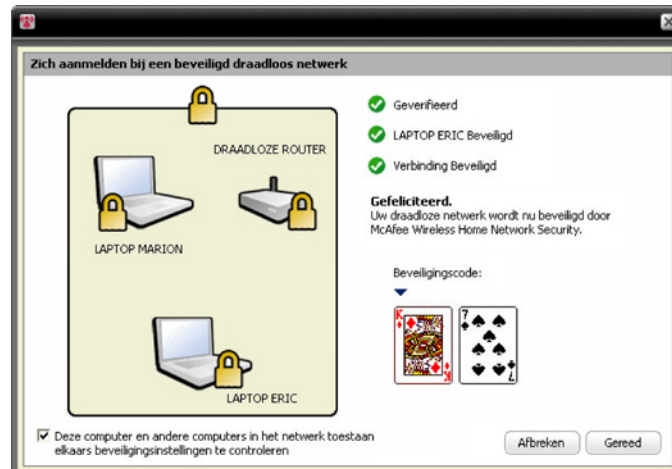 Zich aanmelden bij een beveiligd draadloos netwerk
DRAADLOZE ROUTER
LAPTOP MARION
LAPTOP ERIC
Geverifieerd
LAPTOP ERIC Beveiligd
Verbinding Beveiligd
Gefeliciteerd.
Uw draadloze netwerk wordt nu beveiligd door
McAfee Wireless Home Network Security.
Beveiligingscode:
K
K
7
7
Deze computer en andere computers in het netwerk toestaan
elkaars beveiligingsinstellingen te controleren
Afbreken
Gereed